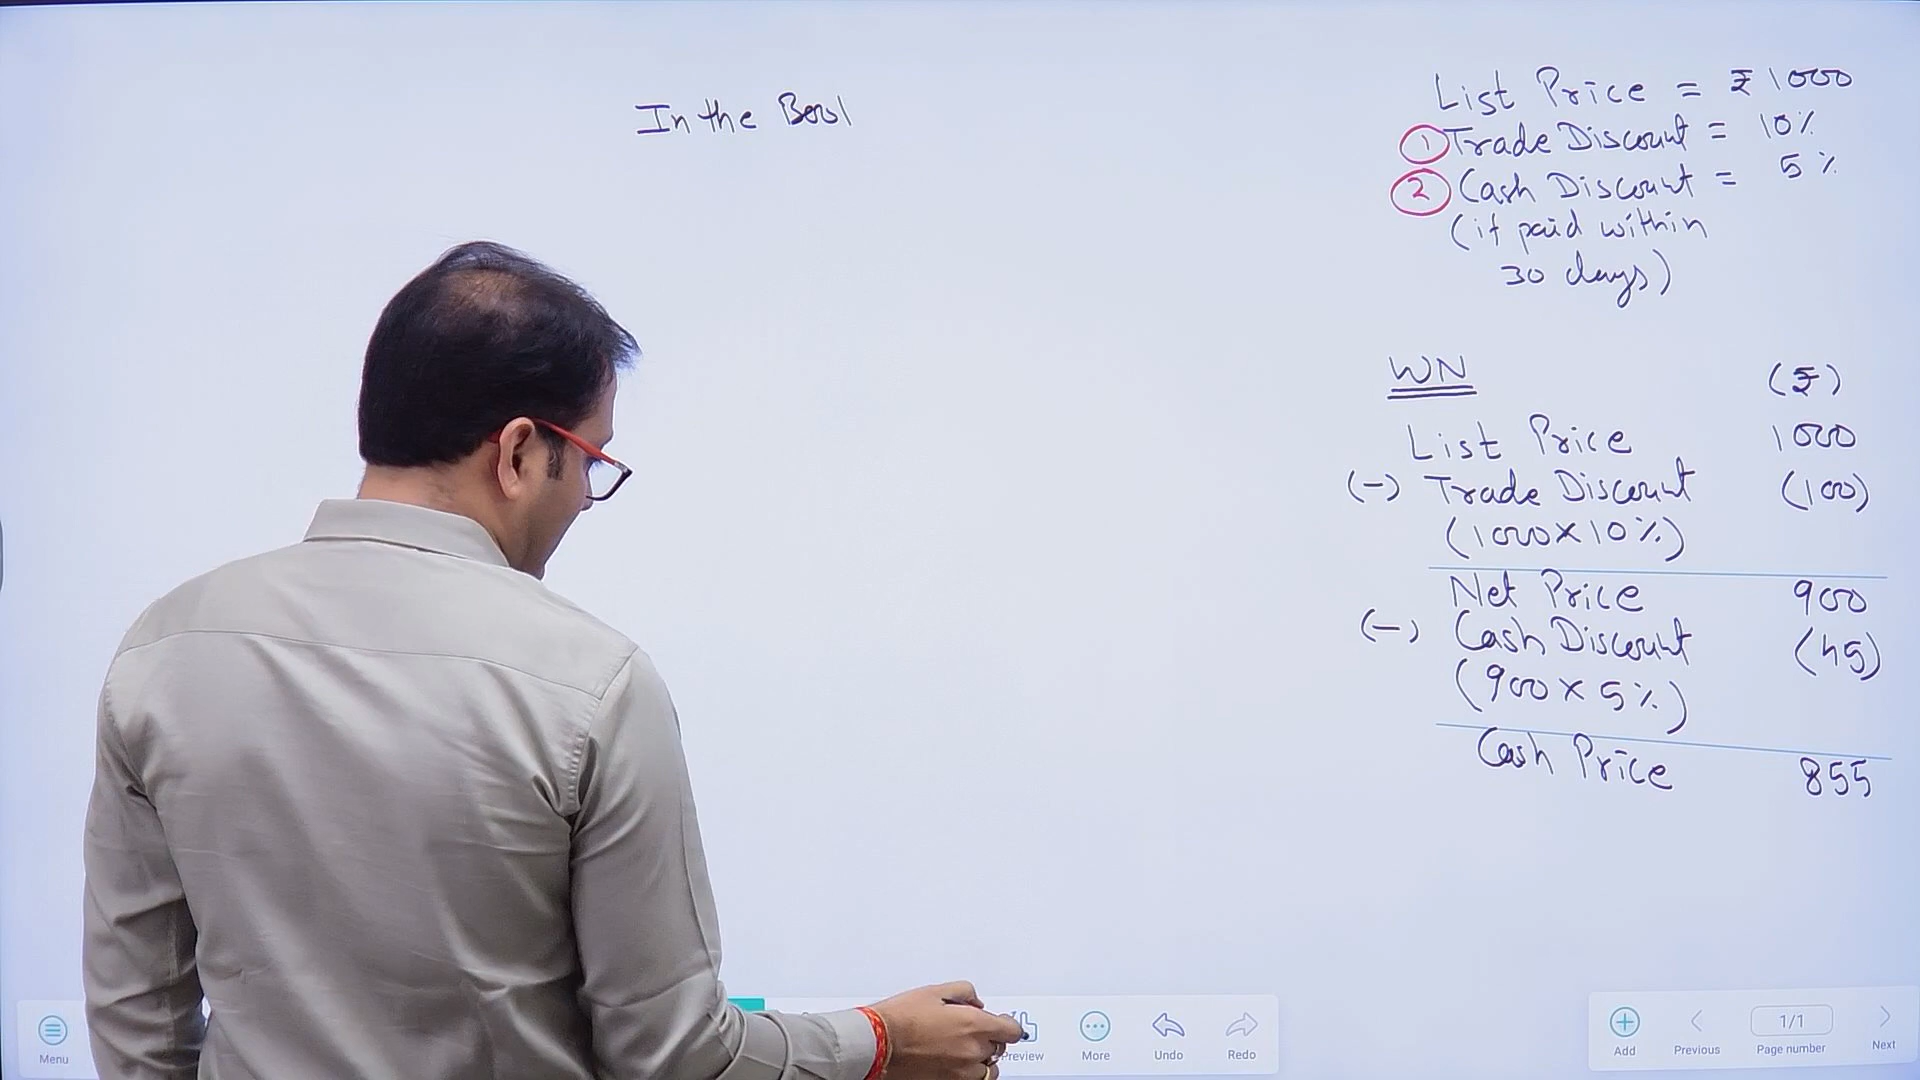 In the Bool
List Price = ₹ 1000
① Trade Discount = 10%
② Cash Discount = 5%
(if paid within
30 days)
WN (₹)
List Price 1000
(-) Trade Discount (100)
(1000 × 10%)
Net Price 900
(-) Cash Discount (45)
(900 × 5%)
Cash Price 855
Menu Preview More Undo Redo Add Previous 1/1 Page number Next